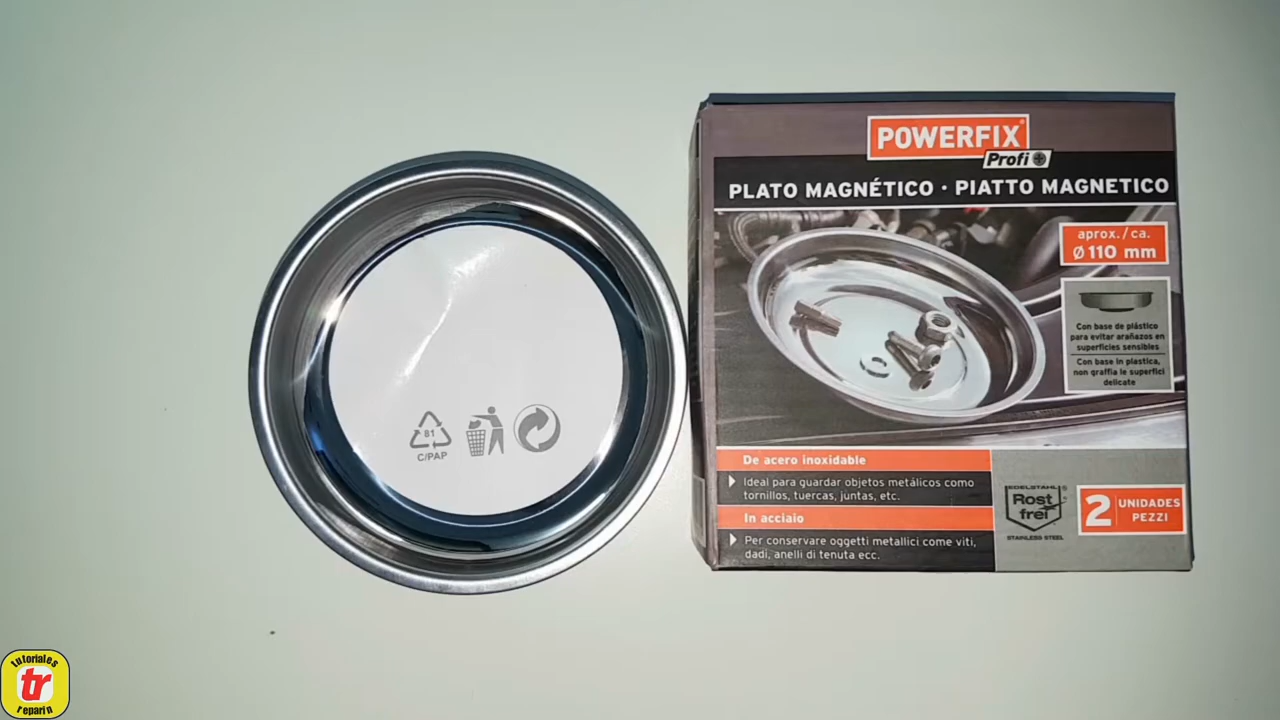 81
C/PAP
POWERFIX®
Profi
PLATO MAGNÉTICO · PIATTO MAGNETICO
aprox./ca.
Ø 110 mm
Con base de plástico
para evitar arañazos en
superficies sensibles
Con base in plastica,
non graffia le superfici
delicate
De acero inoxidable
Ideal para guardar objetos metálicos como
tornillos, tuercas, juntas, etc.
In acciaio
Per conservare oggetti metallici come viti,
dadi, anelli di tenuta ecc.
EDELSTAHL®
Rost
frei
STAINLESS STEEL
2 UNIDADES
PEZZI
tutoriales
tr
reparin